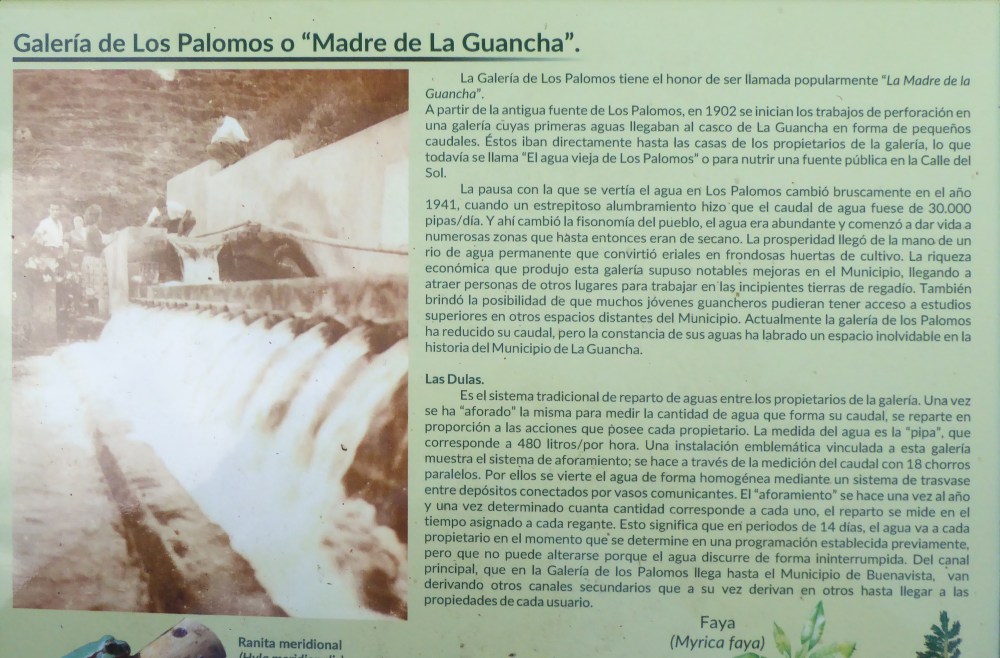 Galería de Los Palomos o “Madre de La Guancha”.
La Galería de Los Palomos tiene el honor de ser llamada popularmente “La Madre de la
Guancha”.
A partir de la antigua fuente de Los Palomos, en 1902 se inician los trabajos de perforación en
una galería cuyas primeras aguas llegaban al casco de La Guancha en forma de pequeños
caudales. Éstos iban directamente hasta las casas de los propietarios de la galería, lo que
todavía se llama “El agua vieja de Los Palomos” o para nutrir una fuente pública en la Calle del
Sol.
La pausa con la que se vertía el agua en Los Palomos cambió bruscamente en el año
1941, cuando un estrepitoso alumbramiento hizo que el caudal de agua fuese de 30.000
pipas/día. Y ahí cambió la fisonomía del pueblo, el agua era abundante y comenzó a dar vida a
numerosas zonas que hasta entonces eran de secano. La prosperidad llegó de la mano de un
rio de agua permanente que convirtió eriales en frondosas huertas de cultivo. La riqueza
económica que produjo esta galería supuso notables mejoras en el Municipio, llegando a
atraer personas de otros lugares para trabajar en las incipientes tierras de regadío. También
brindó la posibilidad de que muchos jóvenes guancheros pudieran tener acceso a estudios
superiores en otros espacios distantes del Municipio. Actualmente la galería de los Palomos
ha reducido su caudal, pero la constancia de sus aguas ha labrado un espacio inolvidable en la
historia del Municipio de La Guancha.
Las Dulas.
Es el sistema tradicional de reparto de aguas entre los propietarios de la galería. Una vez
se ha “aforado” la misma para medir la cantidad de agua que forma su caudal, se reparte en
proporción a las acciones que posee cada propietario. La medida del agua es la “pipa”, que
corresponde a 480 litros/por hora. Una instalación emblemática vinculada a esta galería
muestra el sistema de aforamiento; se hace a través de la medición del caudal con 18 chorros
paralelos. Por ellos se vierte el agua de forma homogénea mediante un sistema de trasvase
entre depósitos conectados por vasos comunicantes. El “aforamiento” se hace una vez al año
y una vez determinado cuanta cantidad corresponde a cada uno, el reparto se mide en el
tiempo asignado a cada regante. Esto significa que en periodos de 14 días, el agua va a cada
propietario en el momento que se determine en una programación establecida previamente,
pero que no puede alterarse porque el agua discurre de forma ininterrumpida. Del canal
principal, que en la Galería de los Palomos llega hasta el Municipio de Buenavista, van
derivando otros canales secundarios que a su vez derivan en otros hasta llegar a las
propiedades de cada usuario.
Faya
(Myrica faya)
Ranita meridional